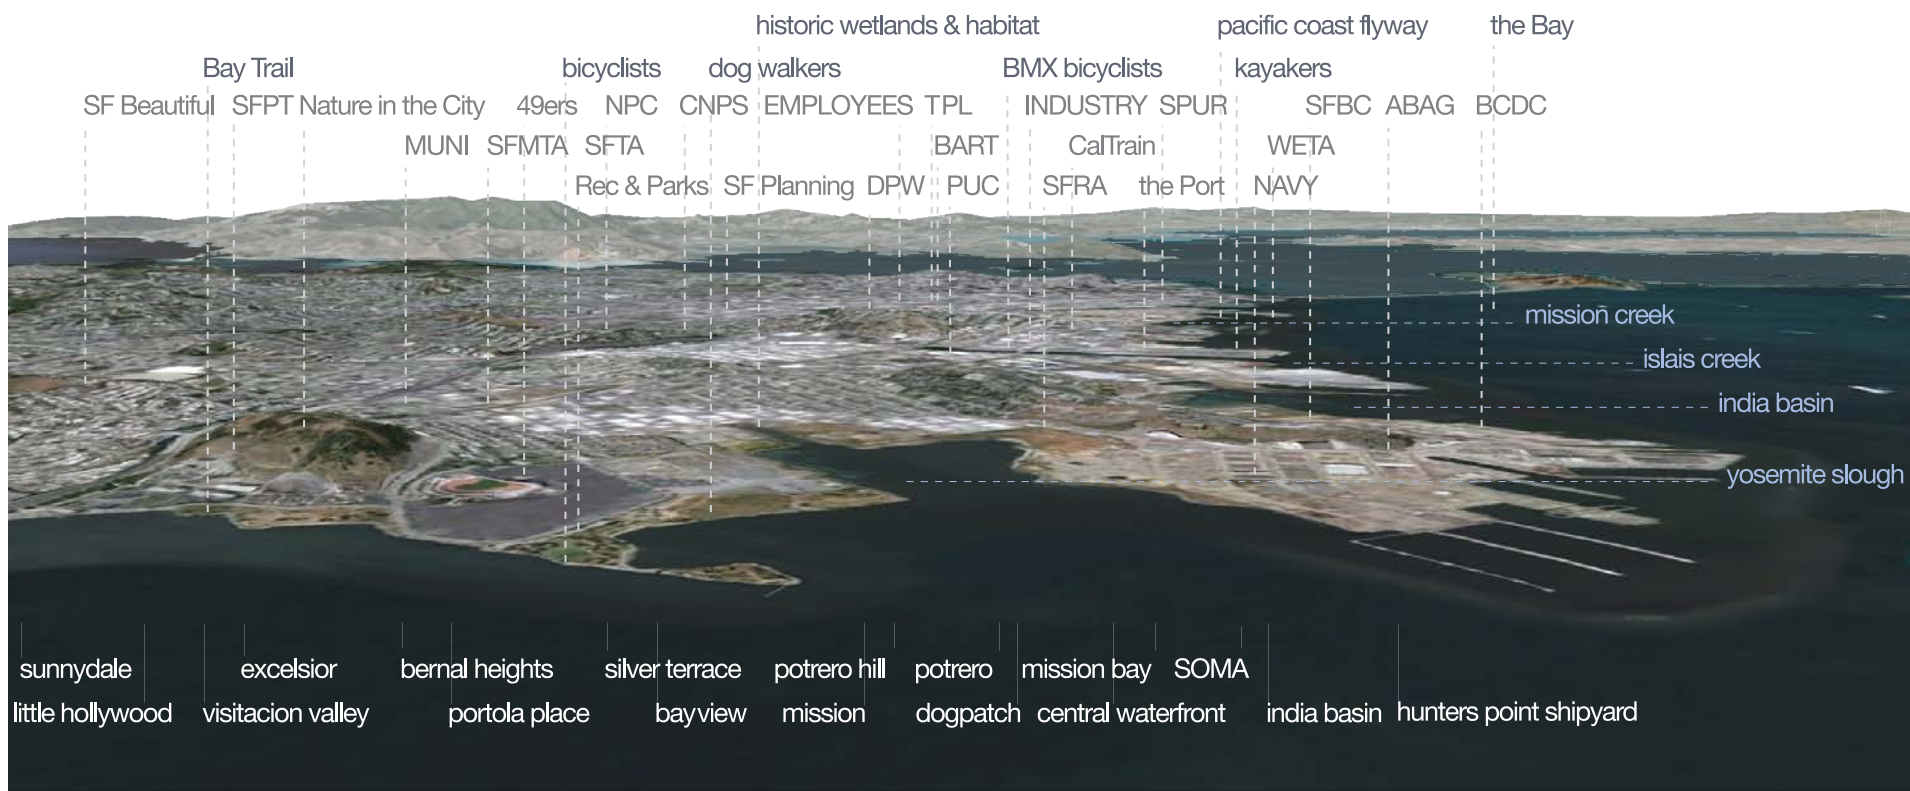 historic wetlands & habitat pacific coast flyway the Bay
Bay Trail bicyclists dog walkers BMX bicyclists kayakers
SF Beautiful SFPT Nature in the City 49ers NPC CNPS EMPLOYEES TPL INDUSTRY SPUR SFBC ABAG BCDC
MUNI SFMTA SFTA BART CalTrain WETA
Rec & Parks SF Planning DPW PUC SFRA the Port NAVY
mission creek
islais creek
india basin
yosemite slough
sunnydale excelsior bernal heights silver terrace potrero hill potrero mission bay SOMA
little hollywood visitacion valley portola place bayview mission dogpatch central waterfront india basin hunters point shipyard